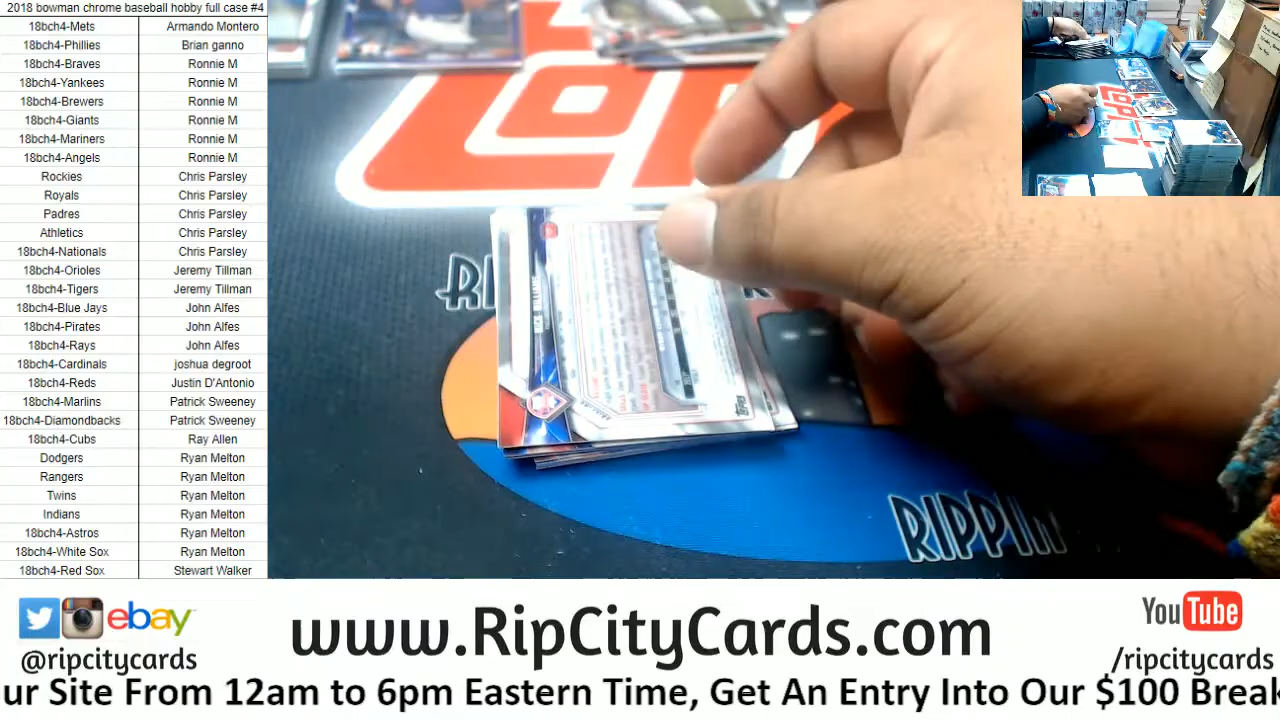 2018 bowman chrome baseball hobby full case #4
18bch4-Mets Armando Montero
18bch4-Phillies Brian ganno
18bch4-Braves Ronnie M
18bch4-Yankees Ronnie M
18bch4-Brewers Ronnie M
18bch4-Giants Ronnie M
18bch4-Mariners Ronnie M
18bch4-Angels Ronnie M
Rockies Chris Parsley
Royals Chris Parsley
Padres Chris Parsley
Athletics Chris Parsley
18bch4-Nationals Chris Parsley
18bch4-Orioles Jeremy Tillman
18bch4-Tigers Jeremy Tillman
18bch4-Blue Jays John Alfes
18bch4-Pirates John Alfes
18bch4-Rays John Alfes
18bch4-Cardinals joshua degroot
18bch4-Reds Justin D'Antonio
18bch4-Marlins Patrick Sweeney
18bch4-Diamondbacks Patrick Sweeney
18bch4-Cubs Ray Allen
Dodgers Ryan Melton
Rangers Ryan Melton
Twins Ryan Melton
Indians Ryan Melton
18bch4-Astros Ryan Melton
18bch4-White Sox Ryan Melton
18bch4-Red Sox Stewart Walker
NICK WILLIAMS
Topps
RIPPIN
ebay
@ripcitycards
www.RipCityCards.com
YouTube
/ripcitycards
ur Site From 12am to 6pm Eastern Time, Get An Entry Into Our $100 Break